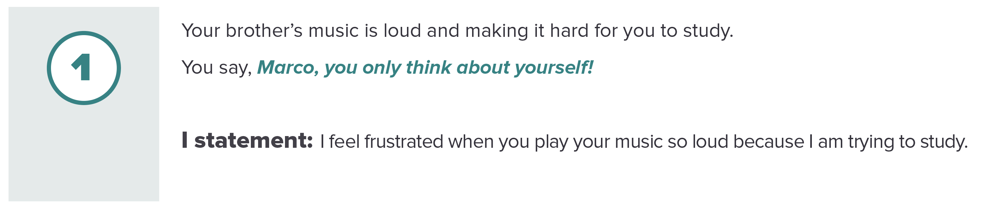 1
Your brother’s music is loud and making it hard for you to study.
You say, Marco, you only think about yourself!
I statement: I feel frustrated when you play your music so loud because I am trying to study.